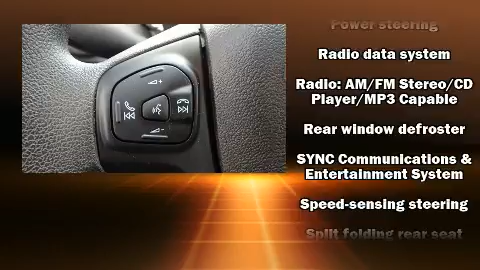 Power steering
Radio data system
Radio: AM/FM Stereo/CD
Player/MP3 Capable
Rear window defroster
SYNC Communications &
Entertainment System
Speed-sensing steering
Split folding rear seat